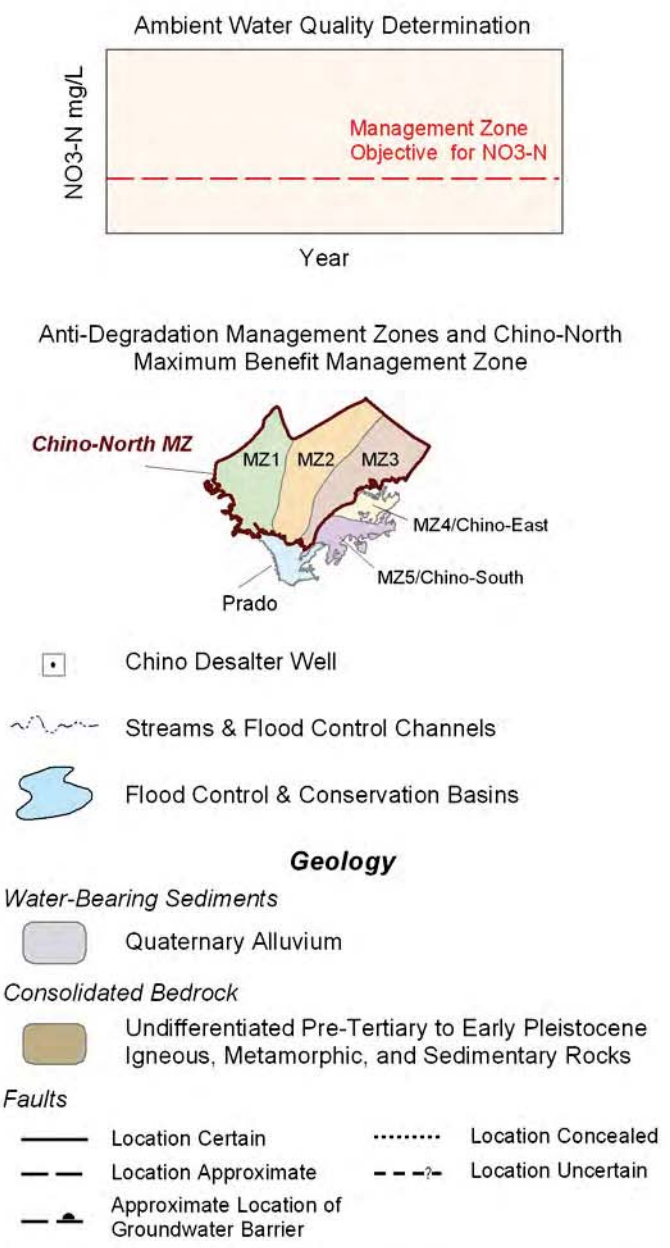 Ambient Water Quality Determination
NO3-N mg/L
Management Zone
Objective for NO3-N
Year
Anti-Degradation Management Zones and Chino-North
Maximum Benefit Management Zone
Chino-North MZ
MZ1
MZ2
MZ3
MZ4/Chino-East
MZ5/Chino-South
Prado
Chino Desalter Well
Streams & Flood Control Channels
Flood Control & Conservation Basins
Geology
Water-Bearing Sediments
Quaternary Alluvium
Consolidated Bedrock
Undifferentiated Pre-Tertiary to Early Pleistocene
Igneous, Metamorphic, and Sedimentary Rocks
Faults
Location Certain
Location Concealed
Location Approximate
?
Location Uncertain
Approximate Location of
Groundwater Barrier